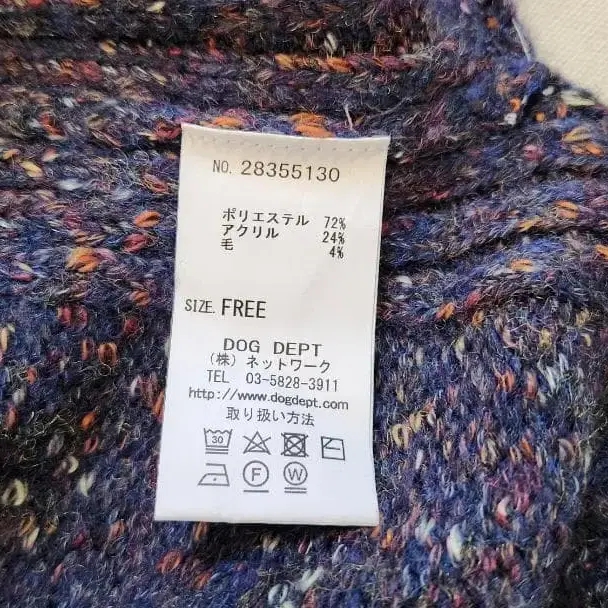 NO. 28355130
ポリエステル 72%
アクリル 24%
毛 4%
SIZE. FREE
DOG DEPT
(株) ネットワーク
TEL 03-5828-3911
http://www.dogdept.com
取り扱い方法
30
F W